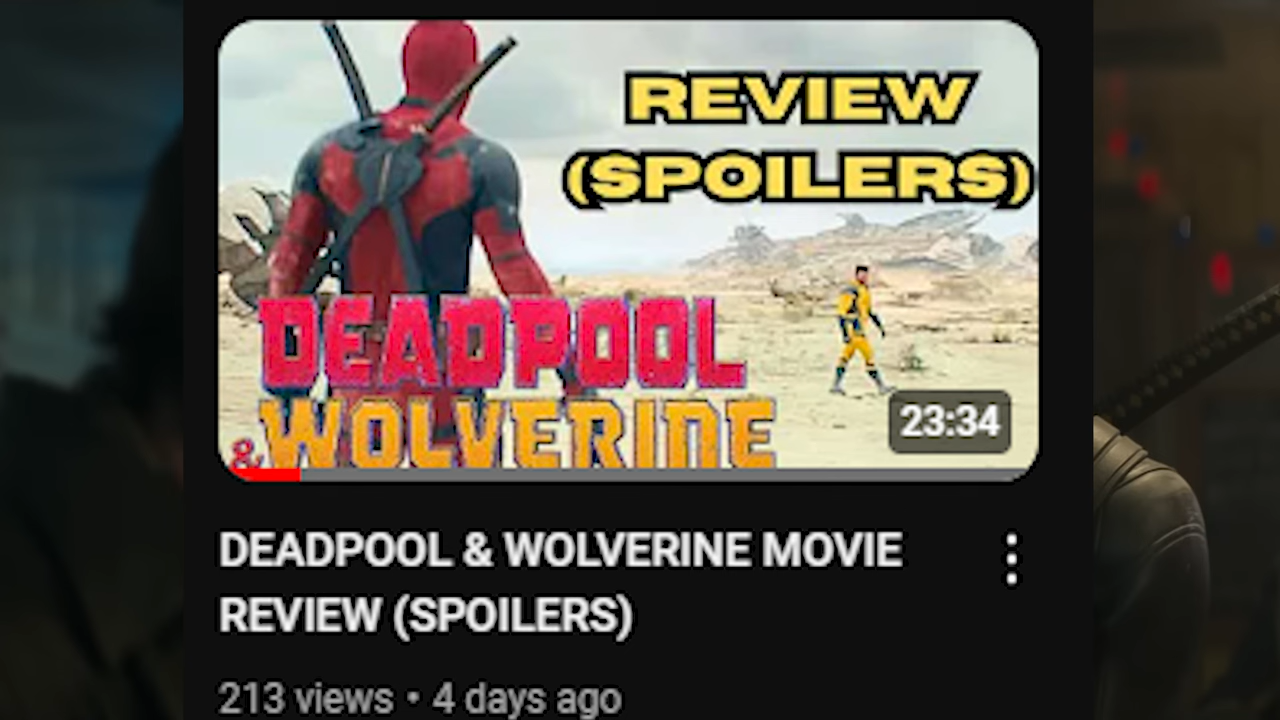 REVIEW
(SPOILERS)
DEADPOOL
& WOLVERINE
23:34
DEADPOOL & WOLVERINE MOVIE
REVIEW (SPOILERS)
213 views • 4 days ago